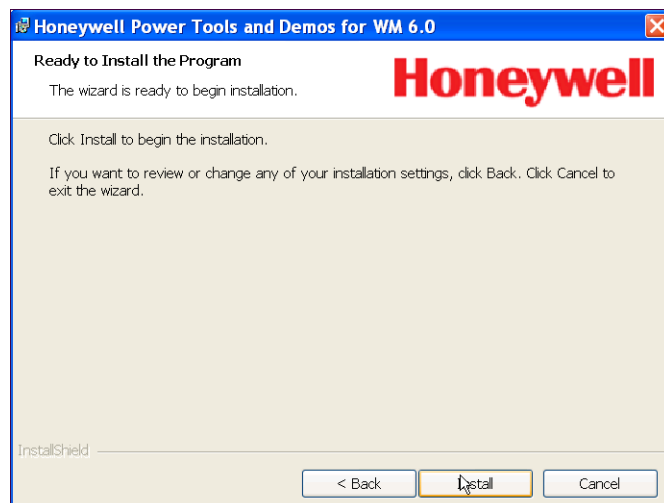 Honeywell Power Tools and Demos for WM 6.0
Ready to Install the Program
The wizard is ready to begin installation.
Honeywell
Click Install to begin the installation.
If you want to review or change any of your installation settings, click Back. Click Cancel to
exit the wizard.
InstallShield
< Back
Install
Cancel